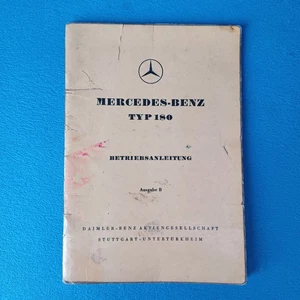 MERCEDES-BENZ
TYP 180
BETRIEBSANLEITUNG
Ausgabe B
DAIMLER-BENZ AKTIENGESELLSCHAFT
STUTTGART-UNTERTÜRKHEIM